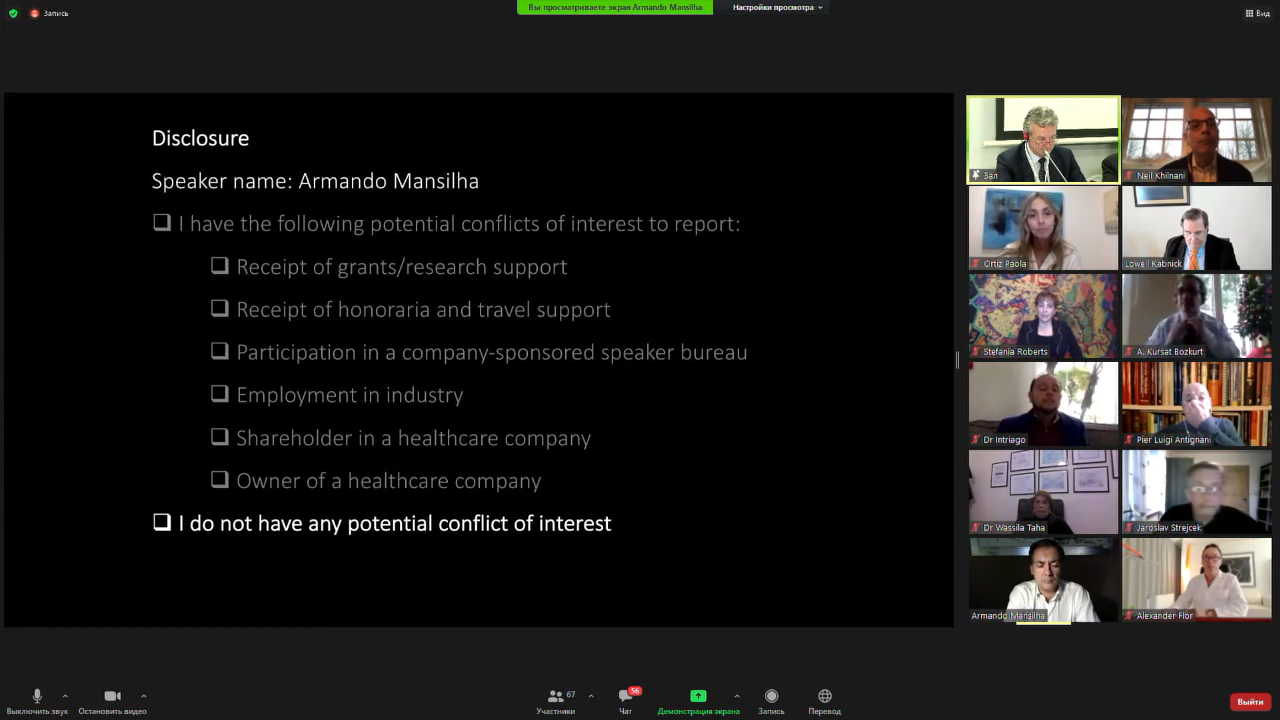 Запись
Вы просматриваете экран Armando Mansilha
Настройки просмотра
Вид
Disclosure
Speaker name: Armando Mansilha
I have the following potential conflicts of interest to report:
Receipt of grants/research support
Receipt of honoraria and travel support
Participation in a company-sponsored speaker bureau
Employment in industry
Shareholder in a healthcare company
Owner of a healthcare company
I do not have any potential conflict of interest
Зал
Neil Khilnani
Ortiz Paola
Lowell Kabnick
Stefania Roberts
A. Kursat Bozkurt
Dr Intriago
Pier Luigi Antignani
Dr Wassila Taha
Jaroslav Strejcek
Armando Mansilha
Alexander Flor
Выключить звук
Остановить видео
67
Участники
56
Чат
Демонстрация экрана
Запись
Перевод
Выйти